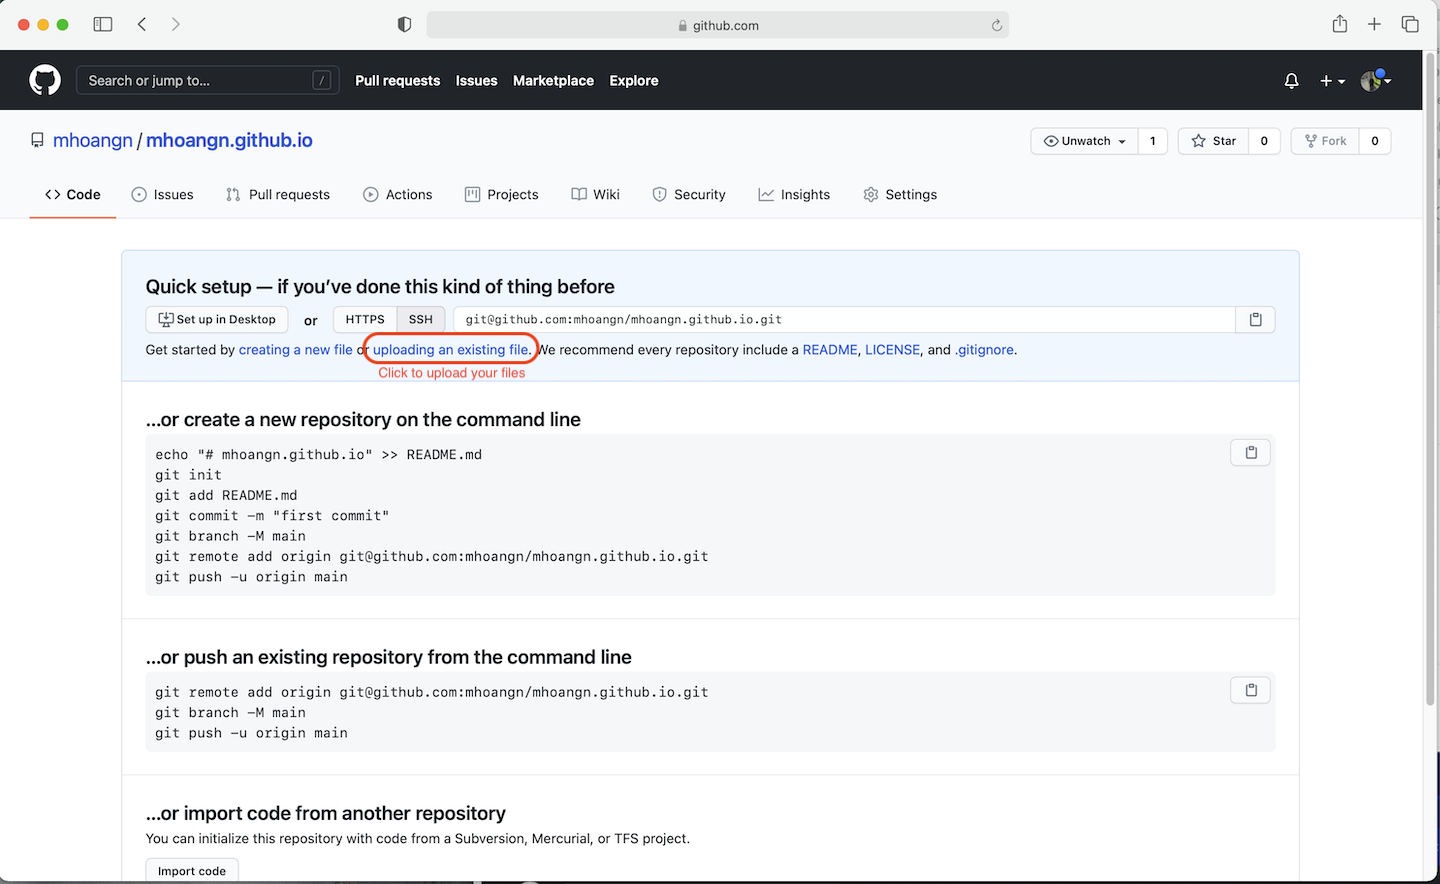 github.com
Search or jump to... /
Pull requests Issues Marketplace Explore
mhoangn / mhoangn.github.io
Unwatch 1 Star 0 Fork 0
Code Issues Pull requests Actions Projects Wiki Security Insights Settings
Quick setup — if you’ve done this kind of thing before
Set up in Desktop or HTTPS SSH git@github.com:mhoangn/mhoangn.github.io.git
Get started by creating a new file or uploading an existing file. We recommend every repository include a README, LICENSE, and .gitignore.
Click to upload your files
...or create a new repository on the command line
echo "# mhoangn.github.io" >> README.md
git init
git add README.md
git commit -m "first commit"
git branch -M main
git remote add origin git@github.com:mhoangn/mhoangn.github.io.git
git push -u origin main
...or push an existing repository from the command line
git remote add origin git@github.com:mhoangn/mhoangn.github.io.git
git branch -M main
git push -u origin main
...or import code from another repository
You can initialize this repository with code from a Subversion, Mercurial, or TFS project.
Import code